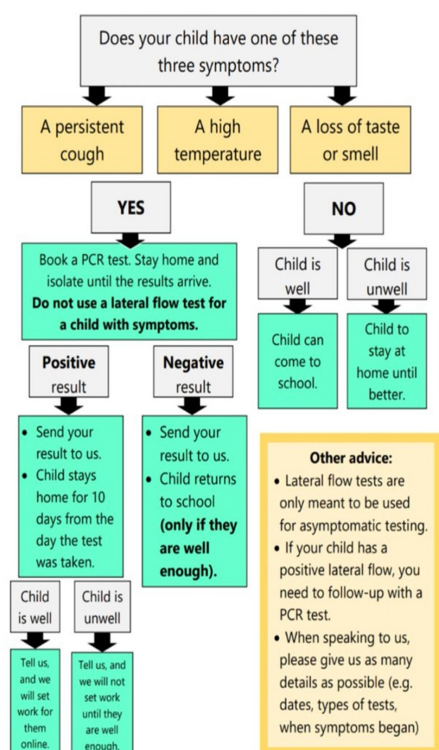 Does your child have one of these
three symptoms?
A persistent
cough
A high
temperature
A loss of taste
or smell
YES
Book a PCR test. Stay home and
isolate until the results arrive.
Do not use a lateral flow test for
a child with symptoms.
NO
Child is
well
Child is
unwell
Child can
come to
school.
Child to
stay at
home until
better.
Positive
result
Negative
result
• Send your
result to us.
• Child stays
home for 10
days from the
day the test
was taken.
• Send your
result to us.
• Child returns
to school
(only if they
are well
enough).
Child
is well
Child is
unwell
Tell us,
and we
will set
work for
them
online.
Tell us, and
we will not
set work
until they
are well
enough.
Other advice:
• Lateral flow tests are
only meant to be used
for asymptomatic testing.
• If your child has a
positive lateral flow, you
need to follow-up with a
PCR test.
• When speaking to us,
please give us as many
details as possible (e.g.
dates, types of tests,
when symptoms began)